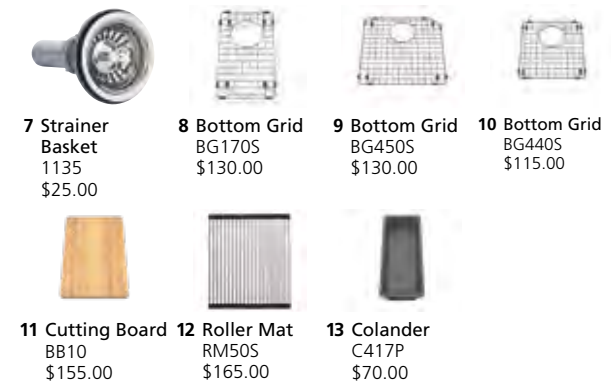 7 Strainer
Basket
1135
$25.00
8 Bottom Grid
BG170S
$130.00
9 Bottom Grid
BG450S
$130.00
10 Bottom Grid
BG440S
$115.00
11 Cutting Board
BB10
$155.00
12 Roller Mat
RM50S
$165.00
13 Colander
C417P
$70.00